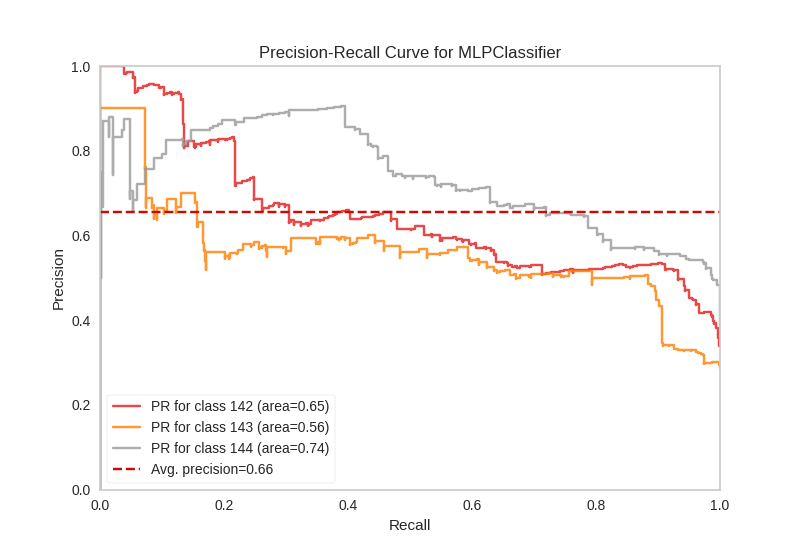 Precision-Recall Curve for MLPClassifier
1.0
0.8
0.6
0.4
0.2
0.0
Precision
PR for class 142 (area=0.65)
PR for class 143 (area=0.56)
PR for class 144 (area=0.74)
Avg. precision=0.66
0.0 0.2 0.4 0.6 0.8 1.0
Recall